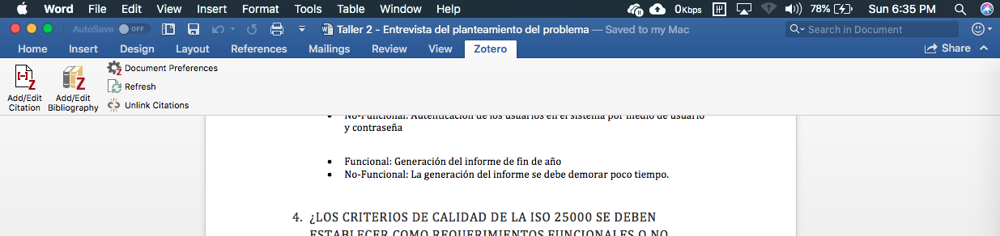 Word File Edit View Insert Format Tools Table Window Help 0Kbps 78% Sun 6:35 PM
AutoSave OFF Taller 2 - Entrevista del planteamiento del problema — Saved to my Mac Search in Document
Home Insert Design Layout References Mailings Review View Zotero Share
Document Preferences
Refresh
Add/Edit Citation
Add/Edit Bibliography
Unlink Citations
No-Funcional: Autenticación de los usuarios en el sistema por medio de usuario
y contraseña
• Funcional: Generación del informe de fin de año
• No-Funcional: La generación del informe se debe demorar poco tiempo.
4. ¿LOS CRITERIOS DE CALIDAD DE LA ISO 25000 SE DEBEN
ESTABLECER COMO REQUERIMIENTOS FUNCIONALES O NO